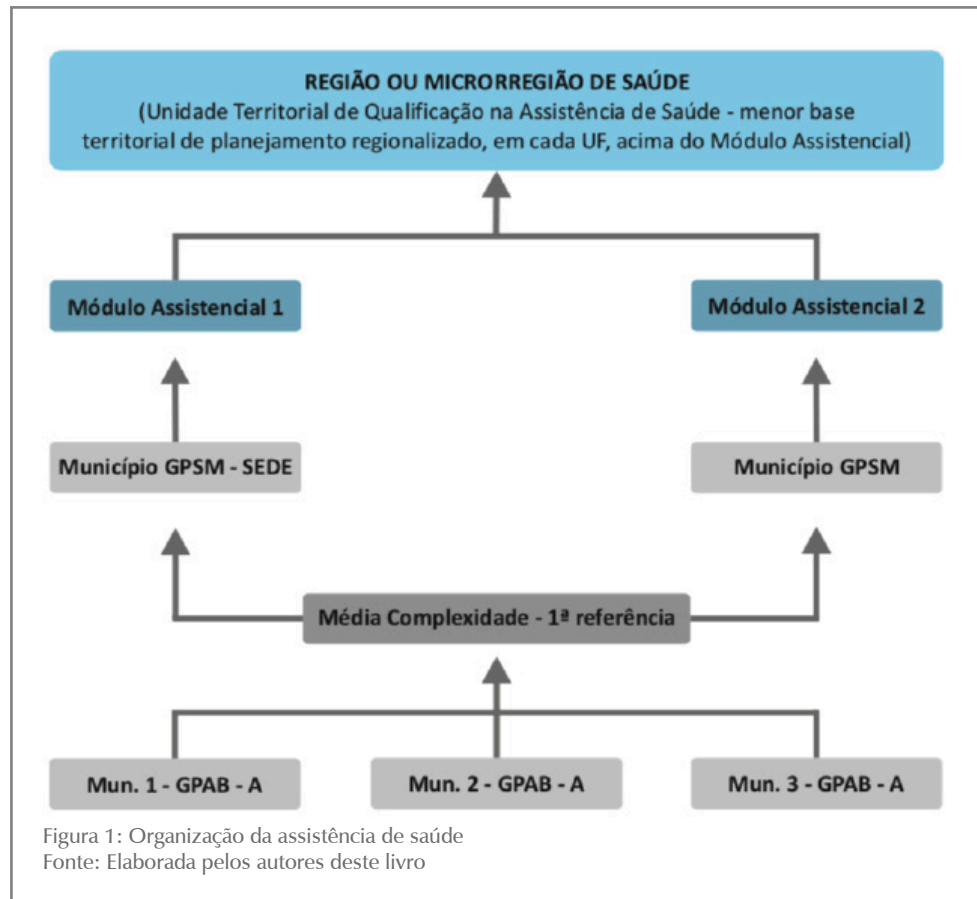 REGIÃO OU MICRORREGIÃO DE SAÚDE
(Unidade Territorial de Qualificação na Assistência de Saúde - menor base
territorial de planejamento regionalizado, em cada UF, acima do Módulo Assistencial)
Módulo Assistencial 1
Módulo Assistencial 2
Município GPSM - SEDE
Município GPSM
Média Complexidade - 1ª referência
Mun. 1 - GPAB - A
Mun. 2 - GPAB - A
Mun. 3 - GPAB - A
Figura 1: Organização da assistência de saúde
Fonte: Elaborada pelos autores deste livro